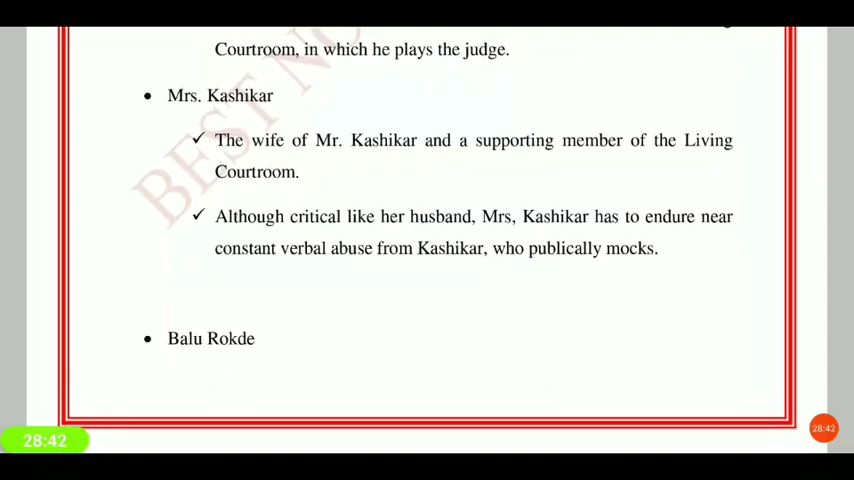 Courtroom, in which he plays the judge.
• Mrs. Kashikar
✓ The wife of Mr. Kashikar and a supporting member of the Living
Courtroom.
✓ Although critical like her husband, Mrs, Kashikar has to endure near
constant verbal abuse from Kashikar, who publically mocks.
• Balu Rokde
BEST NO
28:42
28:42